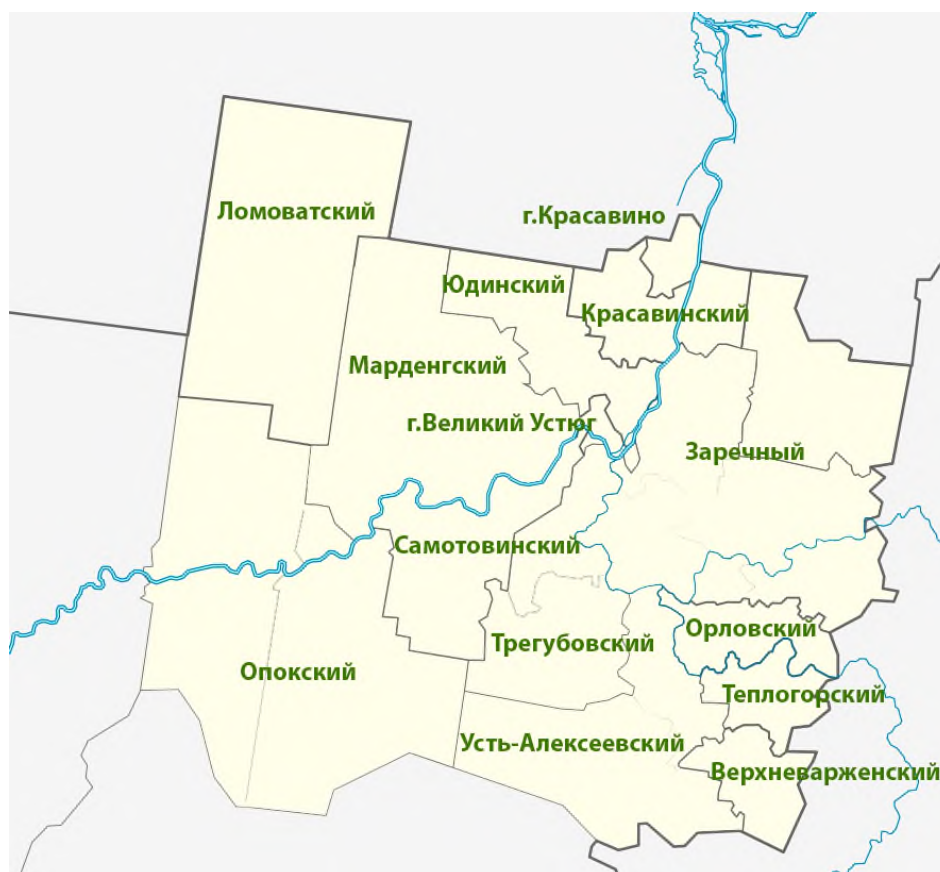 Ломоватский
г.Красавино
Юдинский
Красавинский
Марденгский
г.Великий Устюг
Заречный
Самотовинский
Орловский
Трегубовский
Опокский
Теплогорский
Усть-Алексеевский
Верхневарженский